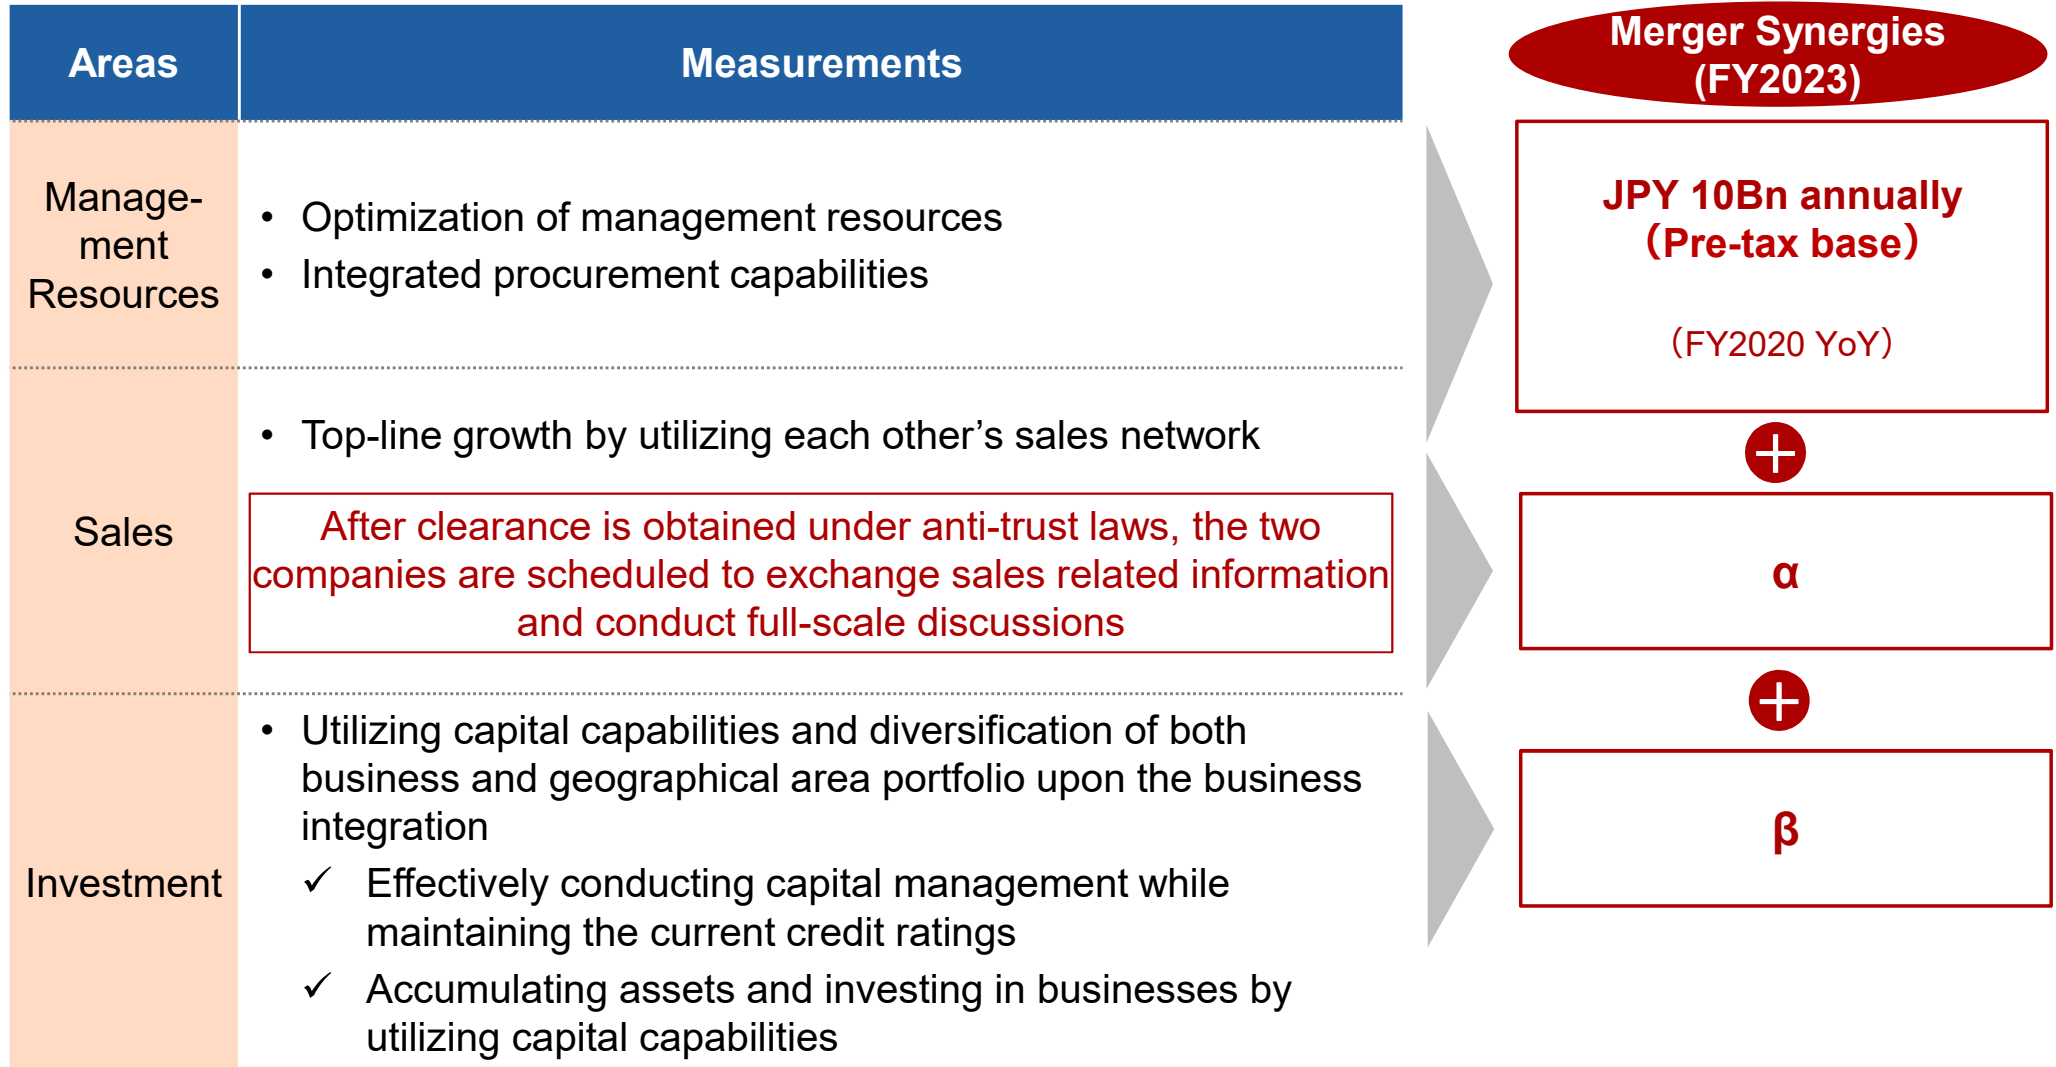 Areas
Measurements
Merger Synergies
(FY2023)
Manage-
ment
Resources
• Optimization of management resources
• Integrated procurement capabilities
JPY 10Bn annually
（Pre-tax base）
（FY2020 YoY）
Sales
• Top-line growth by utilizing each other’s sales network
After clearance is obtained under anti-trust laws, the two
companies are scheduled to exchange sales related information
and conduct full-scale discussions
+
α
+
Investment
• Utilizing capital capabilities and diversification of both
business and geographical area portfolio upon the business
integration
✓ Effectively conducting capital management while
maintaining the current credit ratings
✓ Accumulating assets and investing in businesses by
utilizing capital capabilities
β